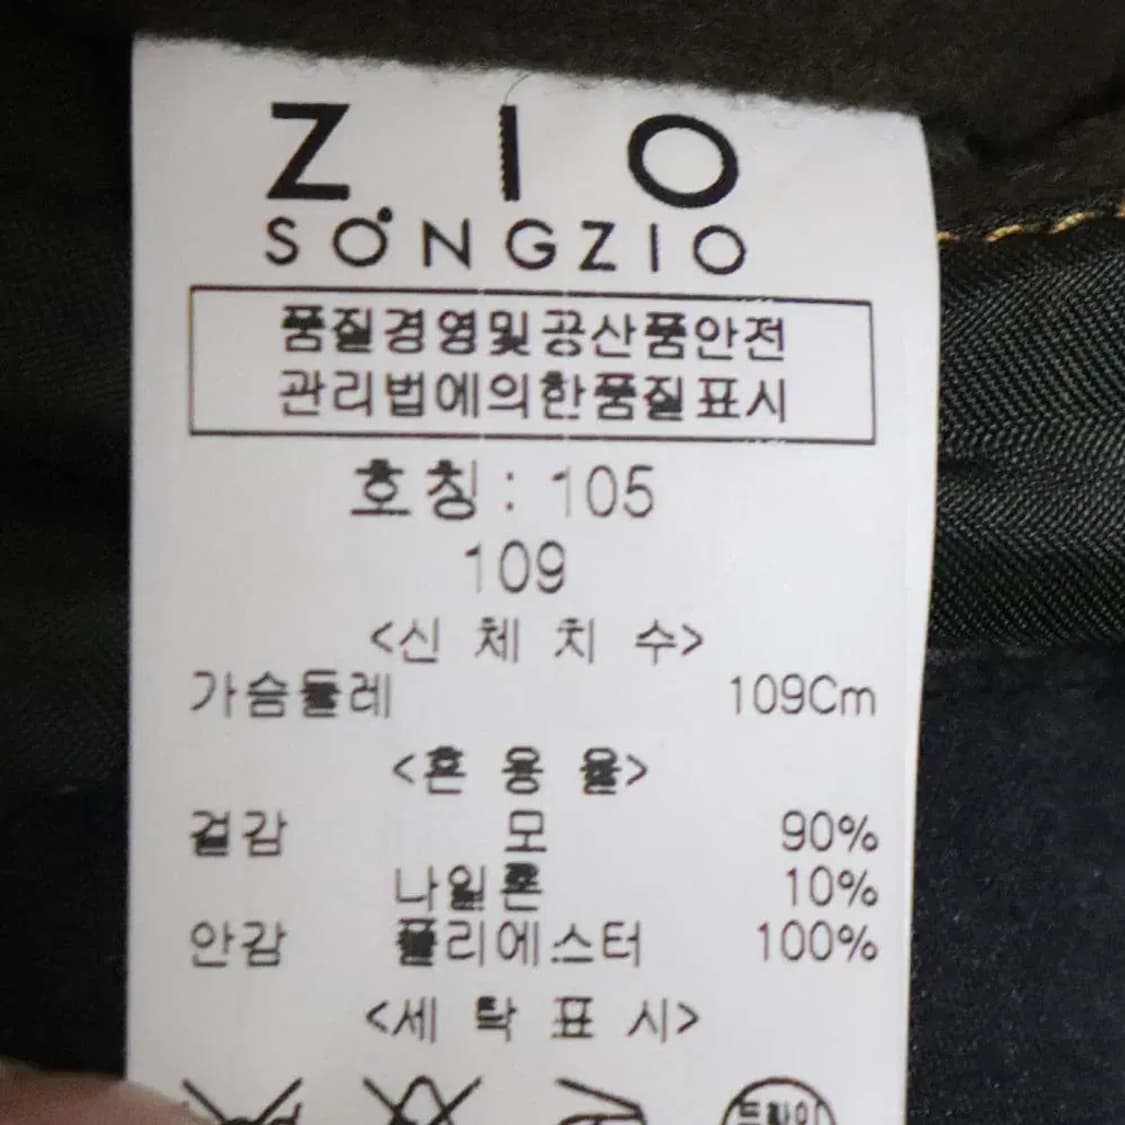 ZIO
SONGZIO
품질경영및공산품안전
관리법에의한품질표시
호칭: 105
109
<신 체 치 수>
가슴둘레 109Cm
<혼 용 율>
겉감 모 90%
나일론 10%
안감 폴리에스터 100%
<세 탁 표 시>
드라이